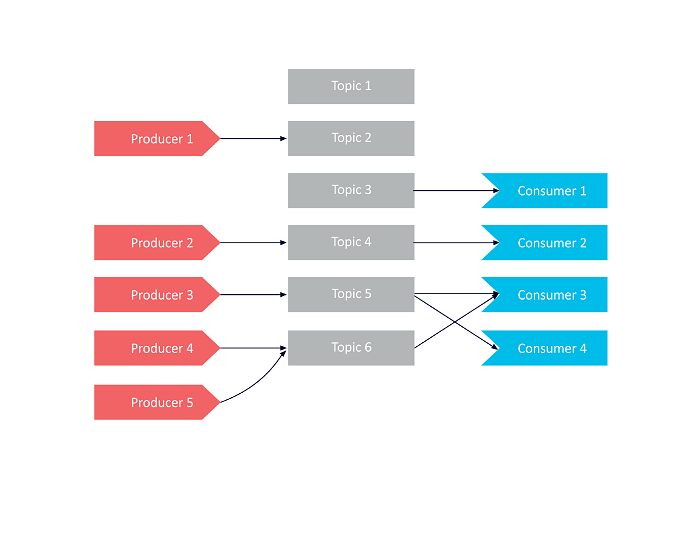 Topic 1
Producer 1
Topic 2
Topic 3
Consumer 1
Producer 2
Topic 4
Consumer 2
Producer 3
Topic 5
Consumer 3
Producer 4
Topic 6
Consumer 4
Producer 5